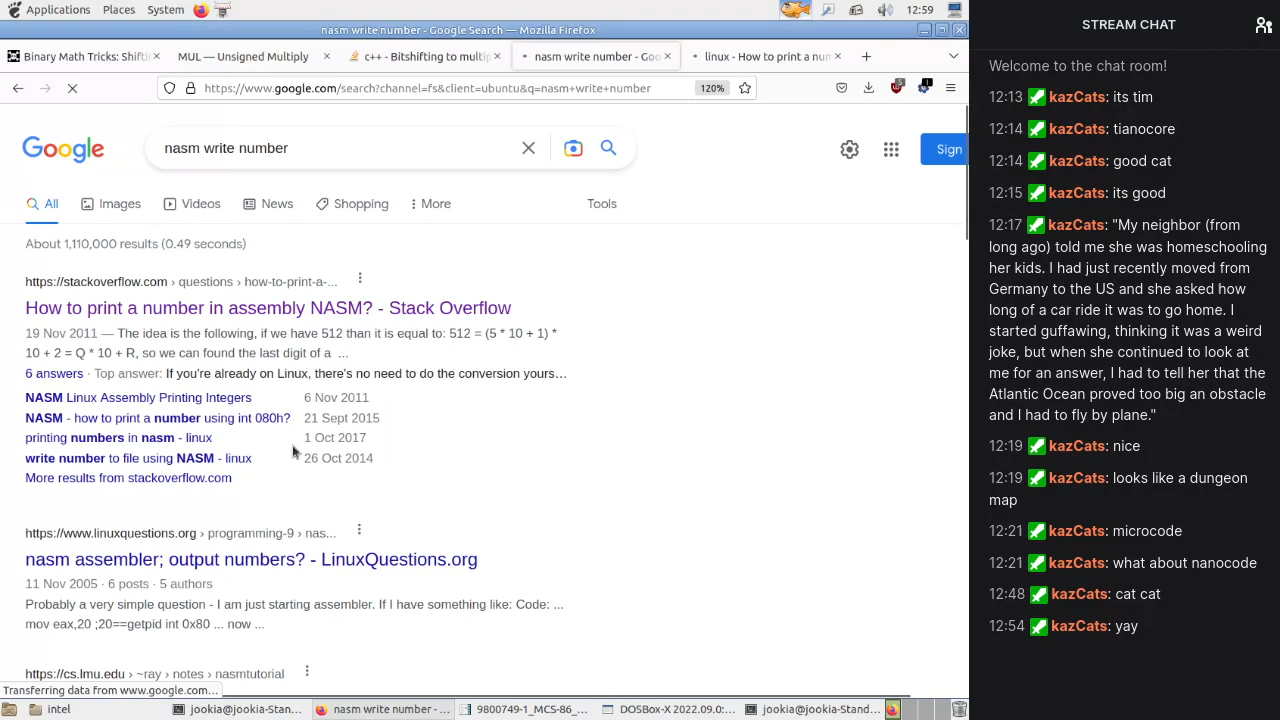 Applications Places System 12:59
nasm write number - Google Search — Mozilla Firefox
Binary Math Tricks: Shifti
MUL — Unsigned Multiply
c++ - Bitshifting to multip
nasm write number - Goo
linux - How to print a num
https://www.google.com/search?channel=fs&client=ubuntu&q=nasm+write+number 120%
Google
nasm write number
Sign
All Images Videos News Shopping More Tools
About 1,110,000 results (0.49 seconds)
https://stackoverflow.com › questions › how-to-print-a-...
How to print a number in assembly NASM? - Stack Overflow
19 Nov 2011 — The idea is the following, if we have 512 than it is equal to: 512 = (5 * 10 + 1) *
10 + 2 = Q * 10 + R, so we can found the last digit of a ...
6 answers · Top answer: If you're already on Linux, there's no need to do the conversion yours…
NASM Linux Assembly Printing Integers 6 Nov 2011
NASM - how to print a number using int 080h? 21 Sept 2015
printing numbers in nasm - linux 1 Oct 2017
write number to file using NASM - linux 26 Oct 2014
More results from stackoverflow.com
https://www.linuxquestions.org › programming-9 › nas...
nasm assembler; output numbers? - LinuxQuestions.org
11 Nov 2005 · 6 posts · 5 authors
Probably a very simple question - I am just starting assembler. If I have something like: Code: ...
mov eax,20 ;20==getpid int 0x80 ... now ...
https://cs.lmu.edu › ~ray › notes › nasmtutorial
Transferring data from www.google.com…
intel
jookia@jookia-Stan...
nasm write number - ...
9800749-1_MCS-86_...
DOSBox-X 2022.09.0:...
jookia@jookia-Stand...
STREAM CHAT
Welcome to the chat room!
12:13 kazCats: its tim
12:14 kazCats: tianocore
12:14 kazCats: good cat
12:15 kazCats: its good
12:17 kazCats: "My neighbor (from
long ago) told me she was homeschooling
her kids. I had just recently moved from
Germany to the US and she asked how
long of a car ride it was to go home. I
started guffawing, thinking it was a weird
joke, but when she continued to look at
me for an answer, I had to tell her that the
Atlantic Ocean proved too big an obstacle
and I had to fly by plane."
12:19 kazCats: nice
12:19 kazCats: looks like a dungeon
map
12:21 kazCats: microcode
12:21 kazCats: what about nanocode
12:48 kazCats: cat cat
12:54 kazCats: yay